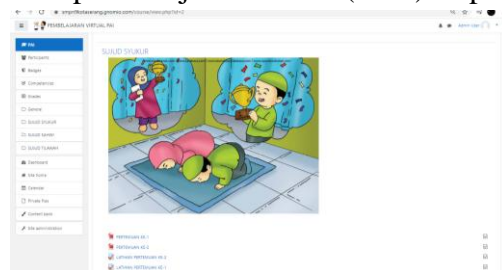 PEMBELAJARAN VIRTUAL PAI
PAI
Participants
Badges
Competencies
Grades
General
SUJUD SYUKUR
SUJUD SAHWI
SUJUD TILAWAH
Dashboard
Site home
Calendar
Private files
Content bank
Site administration
SUJUD SYUKUR
PERTEMUAN KE-1
PERTEMUAN KE-2
LATIHAN PERTEMUAN KE-2
LATIHAN PERTEMUAN KE-1